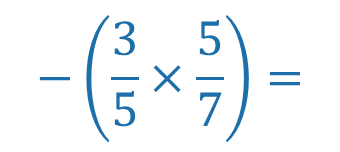 −(3/5 × 5/7) =